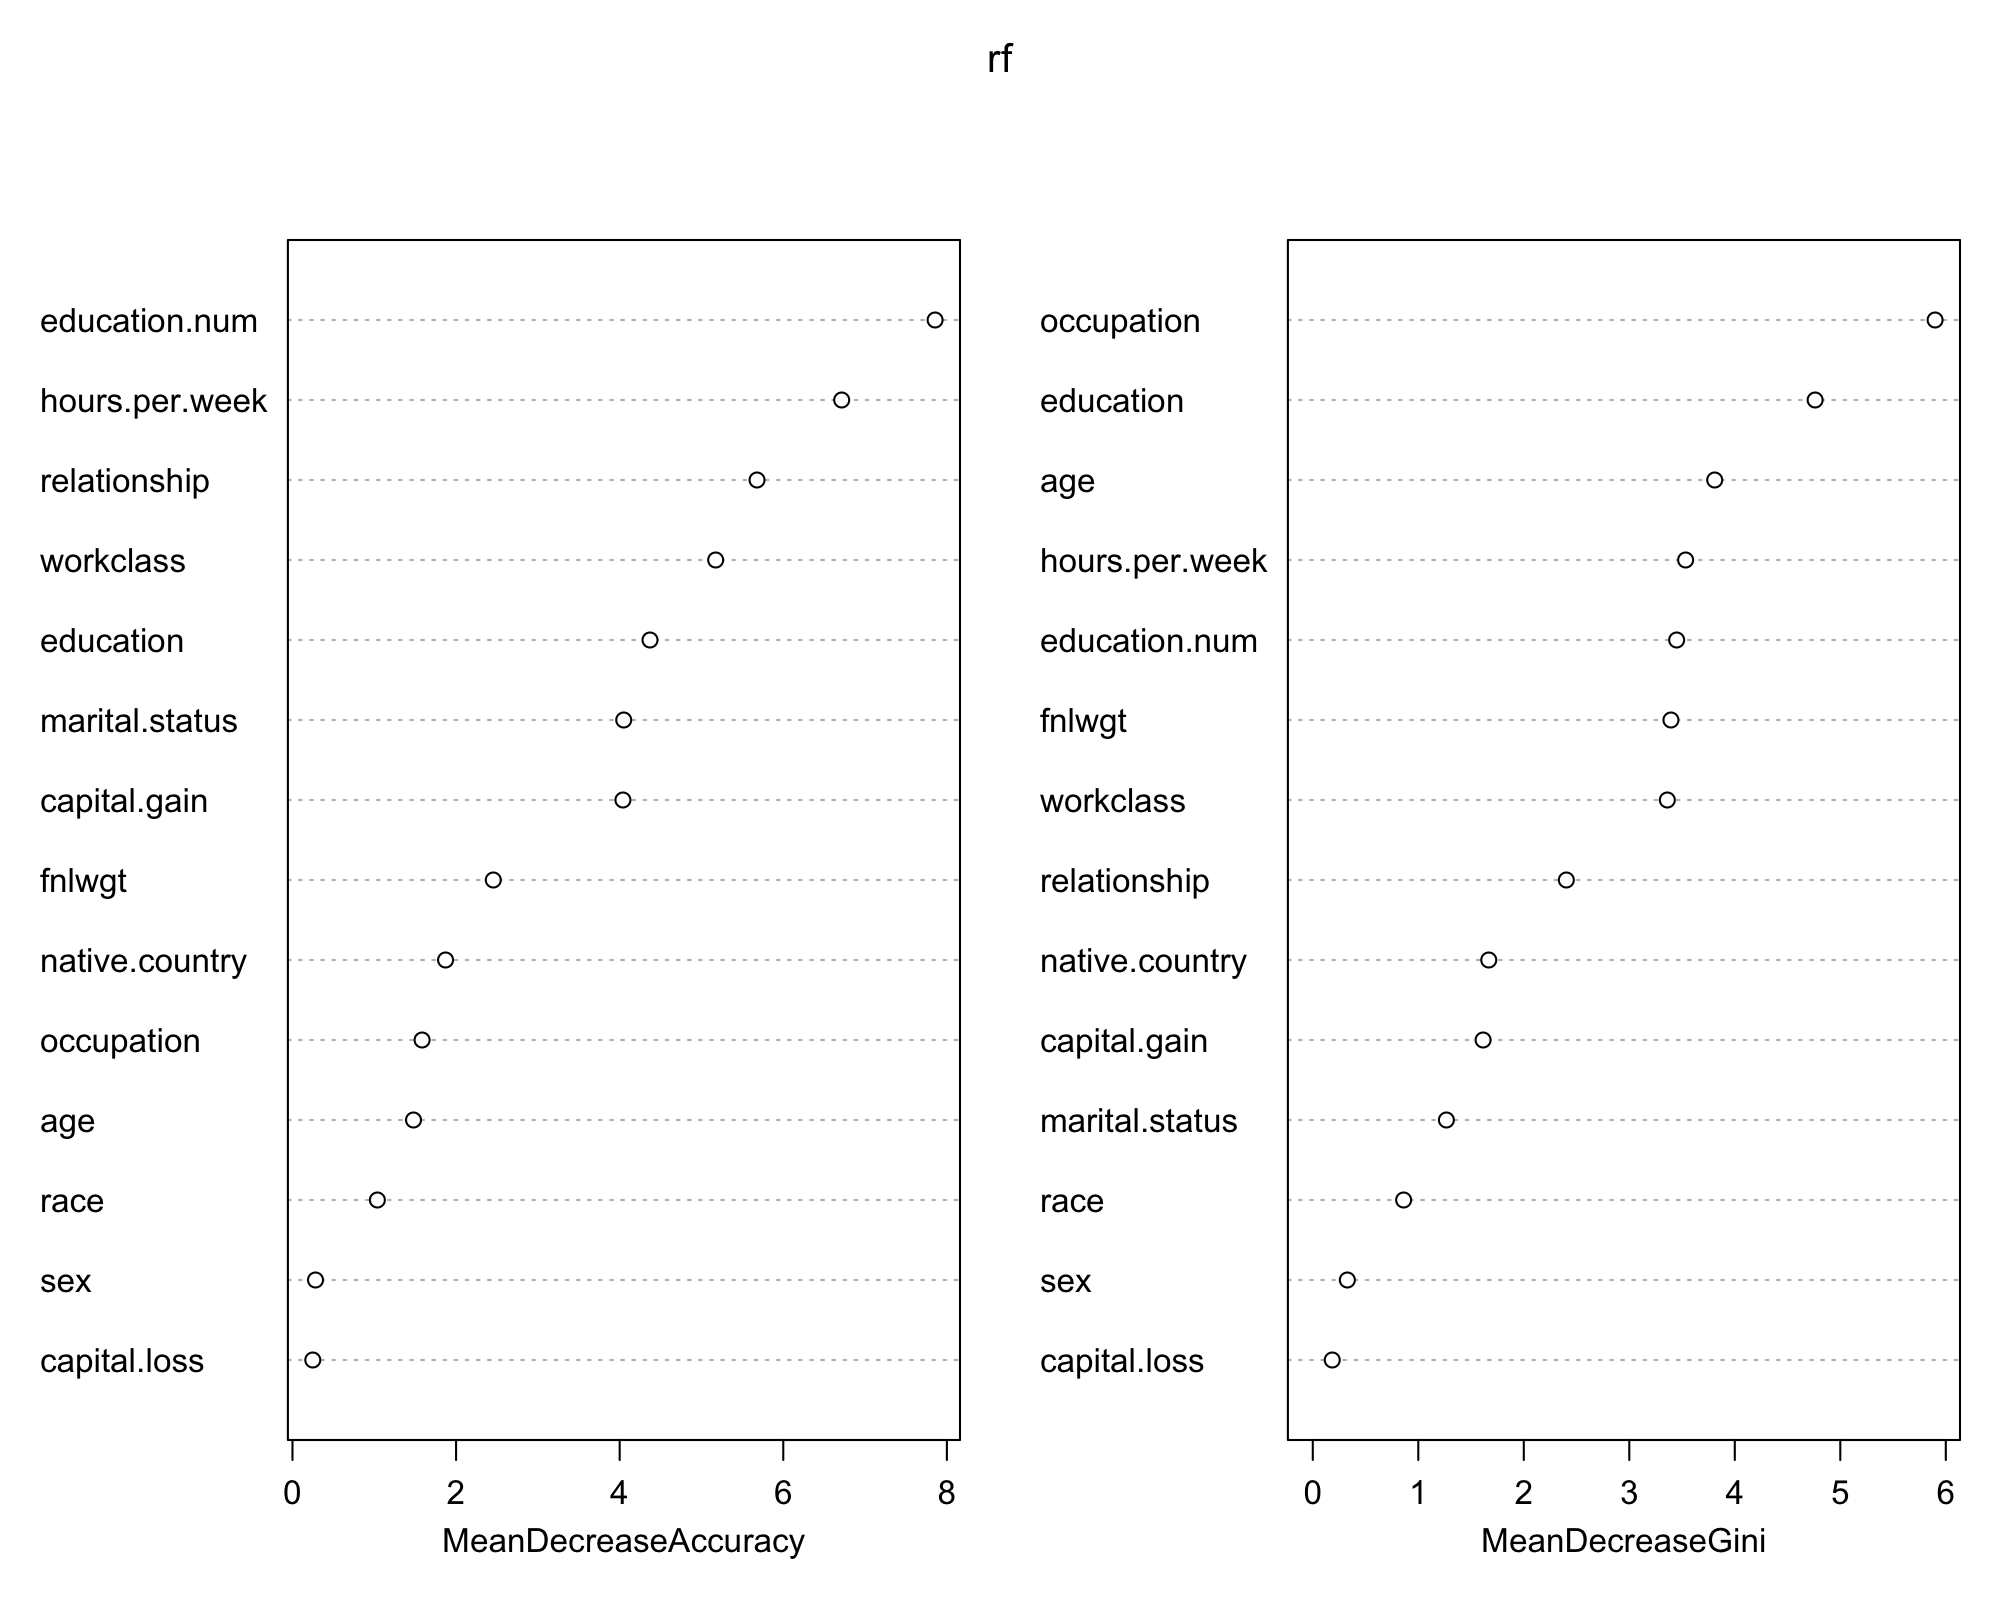 rf
education.num
hours.per.week
relationship
workclass
education
marital.status
capital.gain
fnlwgt
native.country
occupation
age
race
sex
capital.loss
0 2 4 6 8
MeanDecreaseAccuracy
occupation
education
age
hours.per.week
education.num
fnlwgt
workclass
relationship
native.country
capital.gain
marital.status
race
sex
capital.loss
0 1 2 3 4 5 6
MeanDecreaseGini